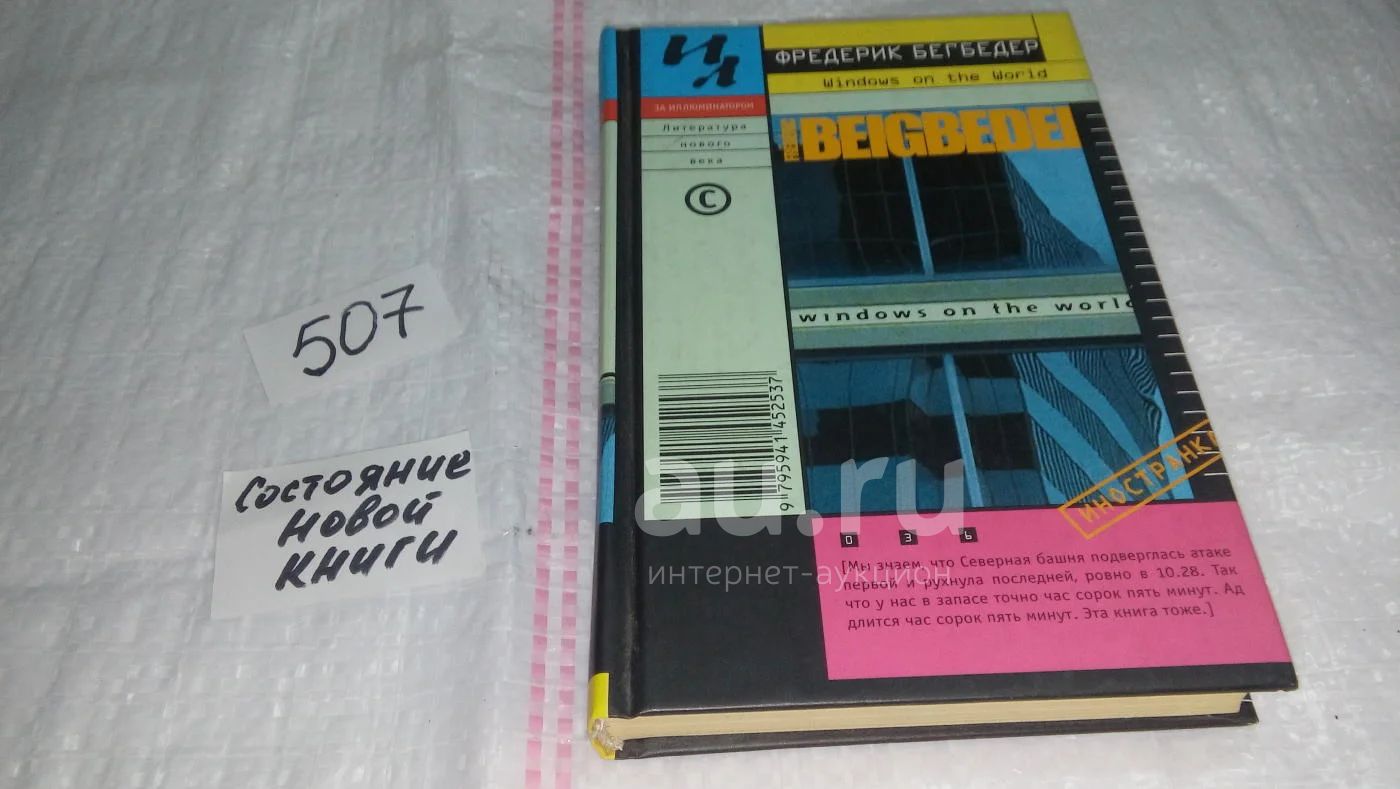 507
Состояние
новой
книги
И
Л
ЗА ИЛЛЮМИНАТОРОМ
Литература
нового
века
©
9 795941 452537
ФРЕДЕРИК БЕГБЕДЕР
Windows on the World
BEIGBEDE
windows on the world
ИНОСТРАНКА
0 3 ь
[Мы знаем, что Северная башня подверглась атаке
первой и рухнула последней, ровно в 10.28. Так
что у нас в запасе точно час сорок пять минут. Ад
длится час сорок пять минут. Эта книга тоже.]
au.ru
интернет-аукцион